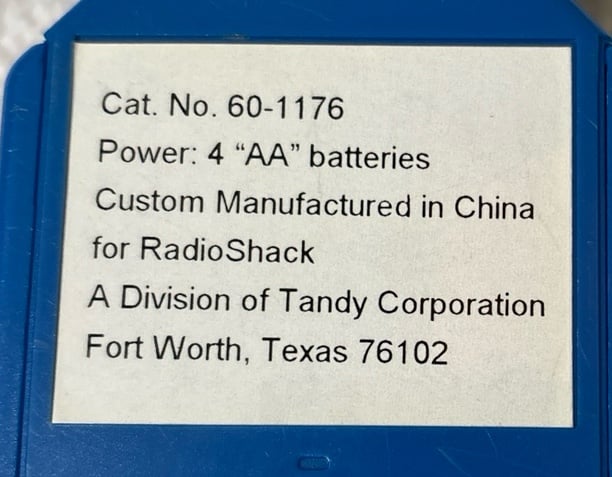 Cat. No. 60-1176
Power: 4 “AA” batteries
Custom Manufactured in China
for RadioShack
A Division of Tandy Corporation
Fort Worth, Texas 76102